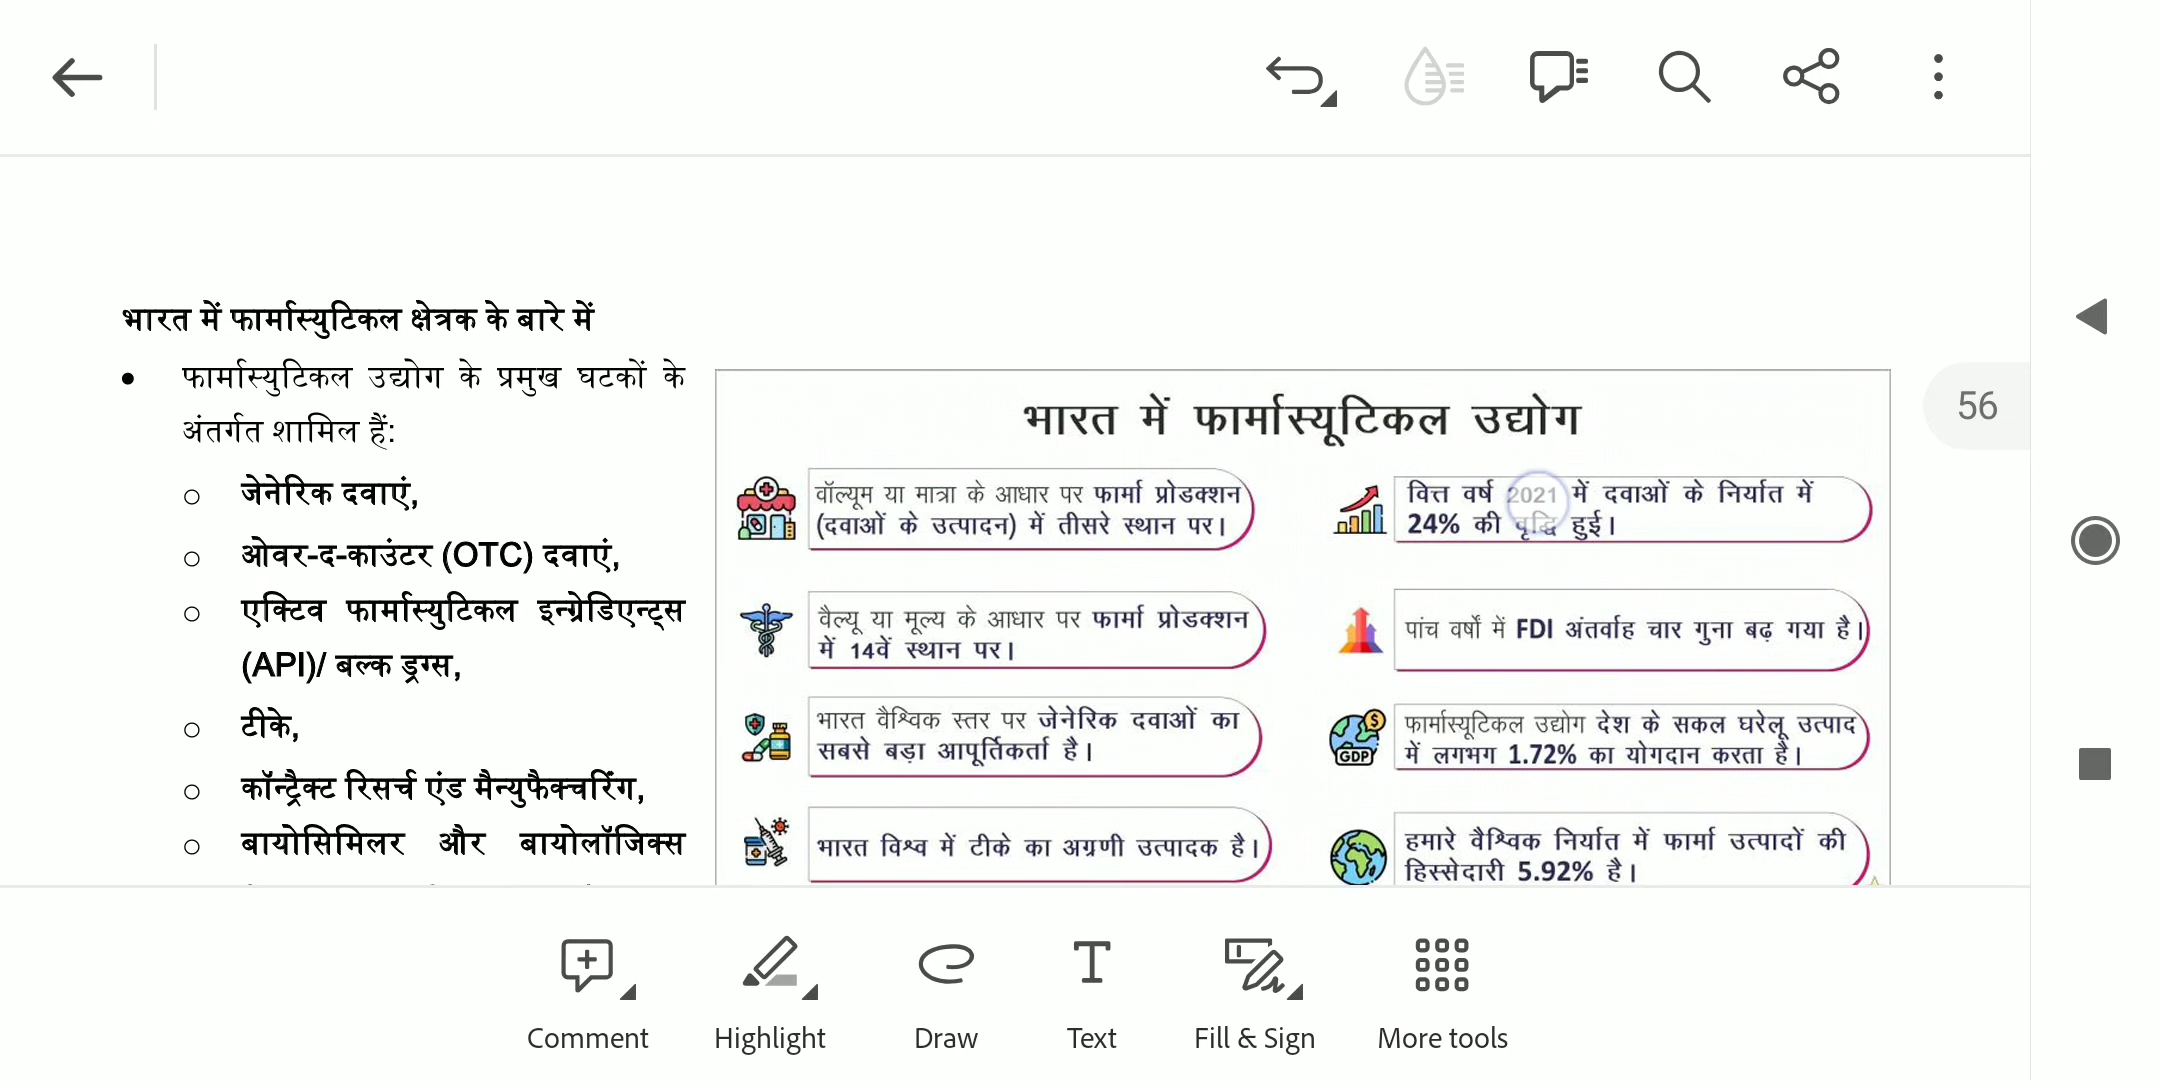 56
भारत में फार्मास्युटिकल क्षेत्रक के बारे में
• फार्मास्युटिकल उद्योग के प्रमुख घटकों के
अंतर्गत शामिल हैं:
○ जेनेरिक दवाएं,
○ ओवर-द-काउंटर (OTC) दवाएं,
○ एक्टिव फार्मास्युटिकल इन्ग्रेडिएन्ट्स
(API)/ बल्क ड्रग्स,
○ टीके,
○ कॉन्ट्रैक्ट रिसर्च एंड मैन्युफैक्चरिंग,
○ बायोसिमिलर और बायोलॉजिक्स
भारत में फार्मास्यूटिकल उद्योग
वॉल्यूम या मात्रा के आधार पर फार्मा प्रोडक्शन
(दवाओं के उत्पादन) में तीसरे स्थान पर।
वैल्यू या मूल्य के आधार पर फार्मा प्रोडक्शन
में 14वें स्थान पर।
भारत वैश्विक स्तर पर जेनेरिक दवाओं का
सबसे बड़ा आपूर्तिकर्ता है।
भारत विश्व में टीके का अग्रणी उत्पादक है।
वित्त वर्ष 2021 में दवाओं के निर्यात में
24% की वृद्धि हुई।
पांच वर्षों में FDI अंतर्वाह चार गुना बढ़ गया है।
GDP
फार्मास्यूटिकल उद्योग देश के सकल घरेलू उत्पाद
में लगभग 1.72% का योगदान करता है।
हमारे वैश्विक निर्यात में फार्मा उत्पादों की
हिस्सेदारी 5.92% है।
Comment
Highlight
Draw
Text
Fill & Sign
More tools